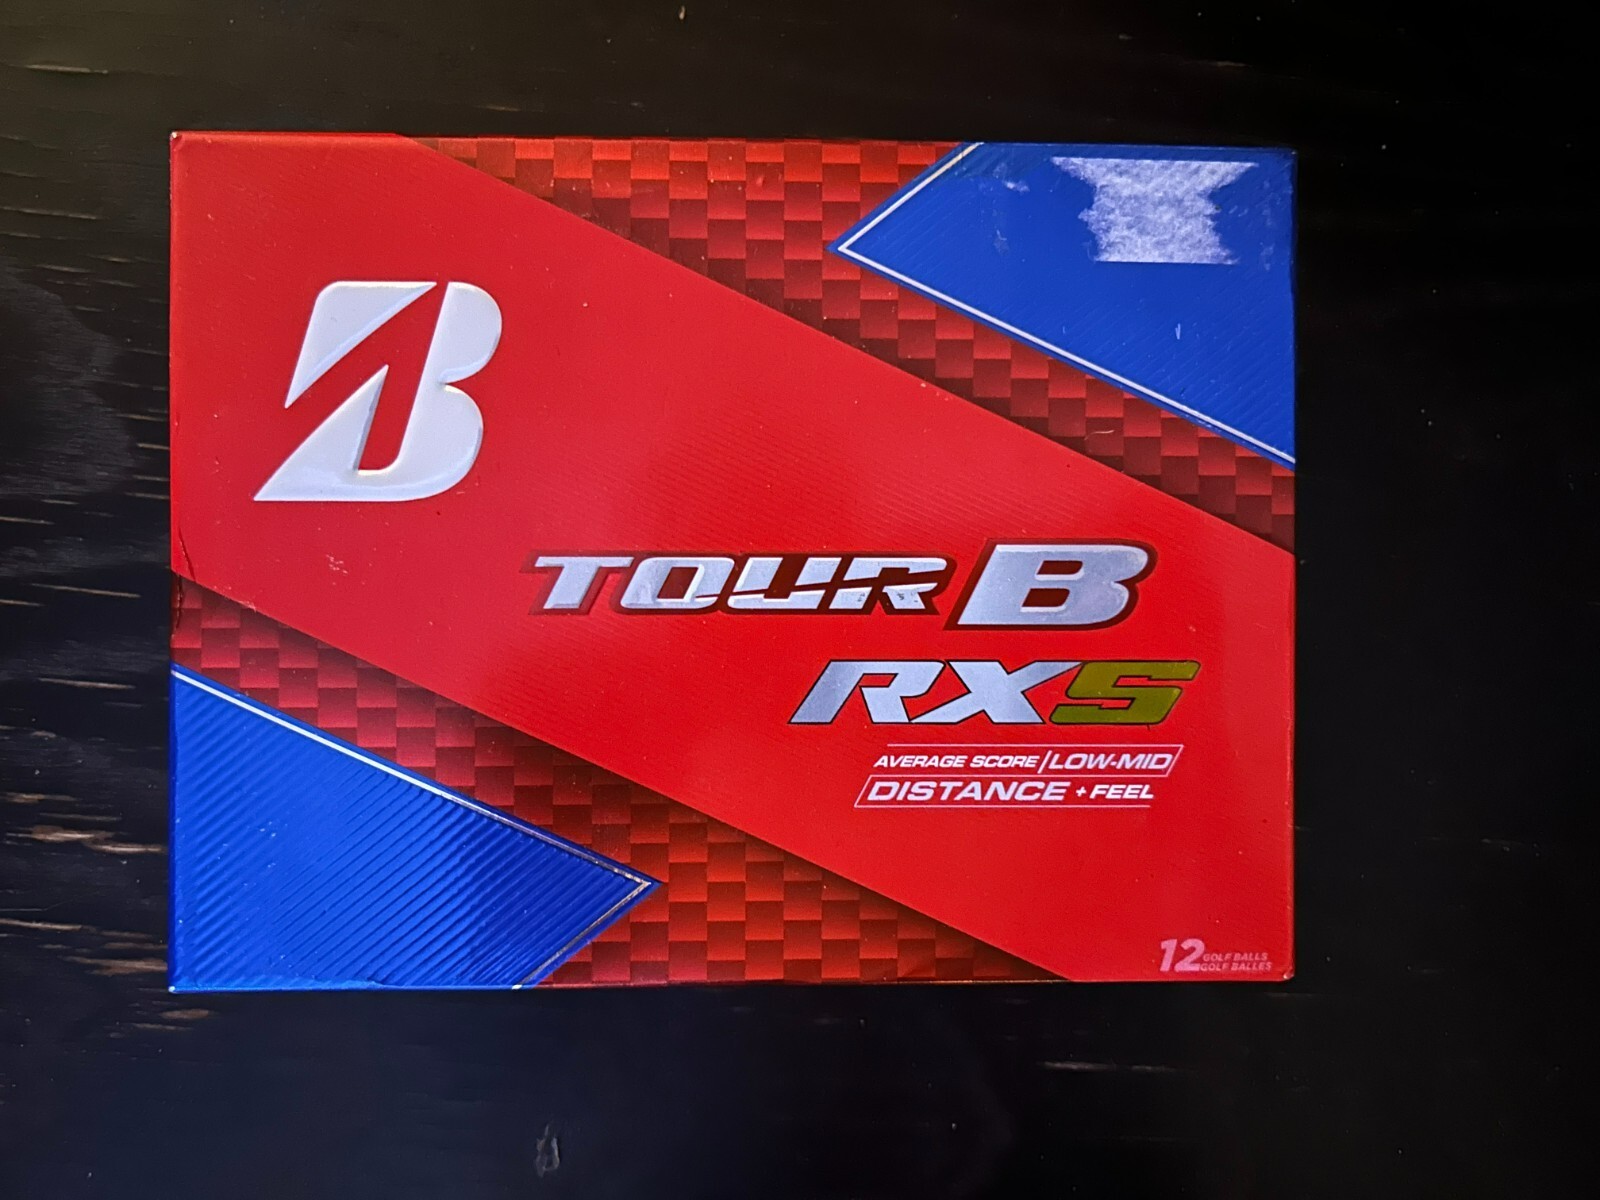 B
TOUR B
RXS
AVERAGE SCORE/LOW-MID
DISTANCE + FEEL
12 GOLF BALLS
GOLF BALLES